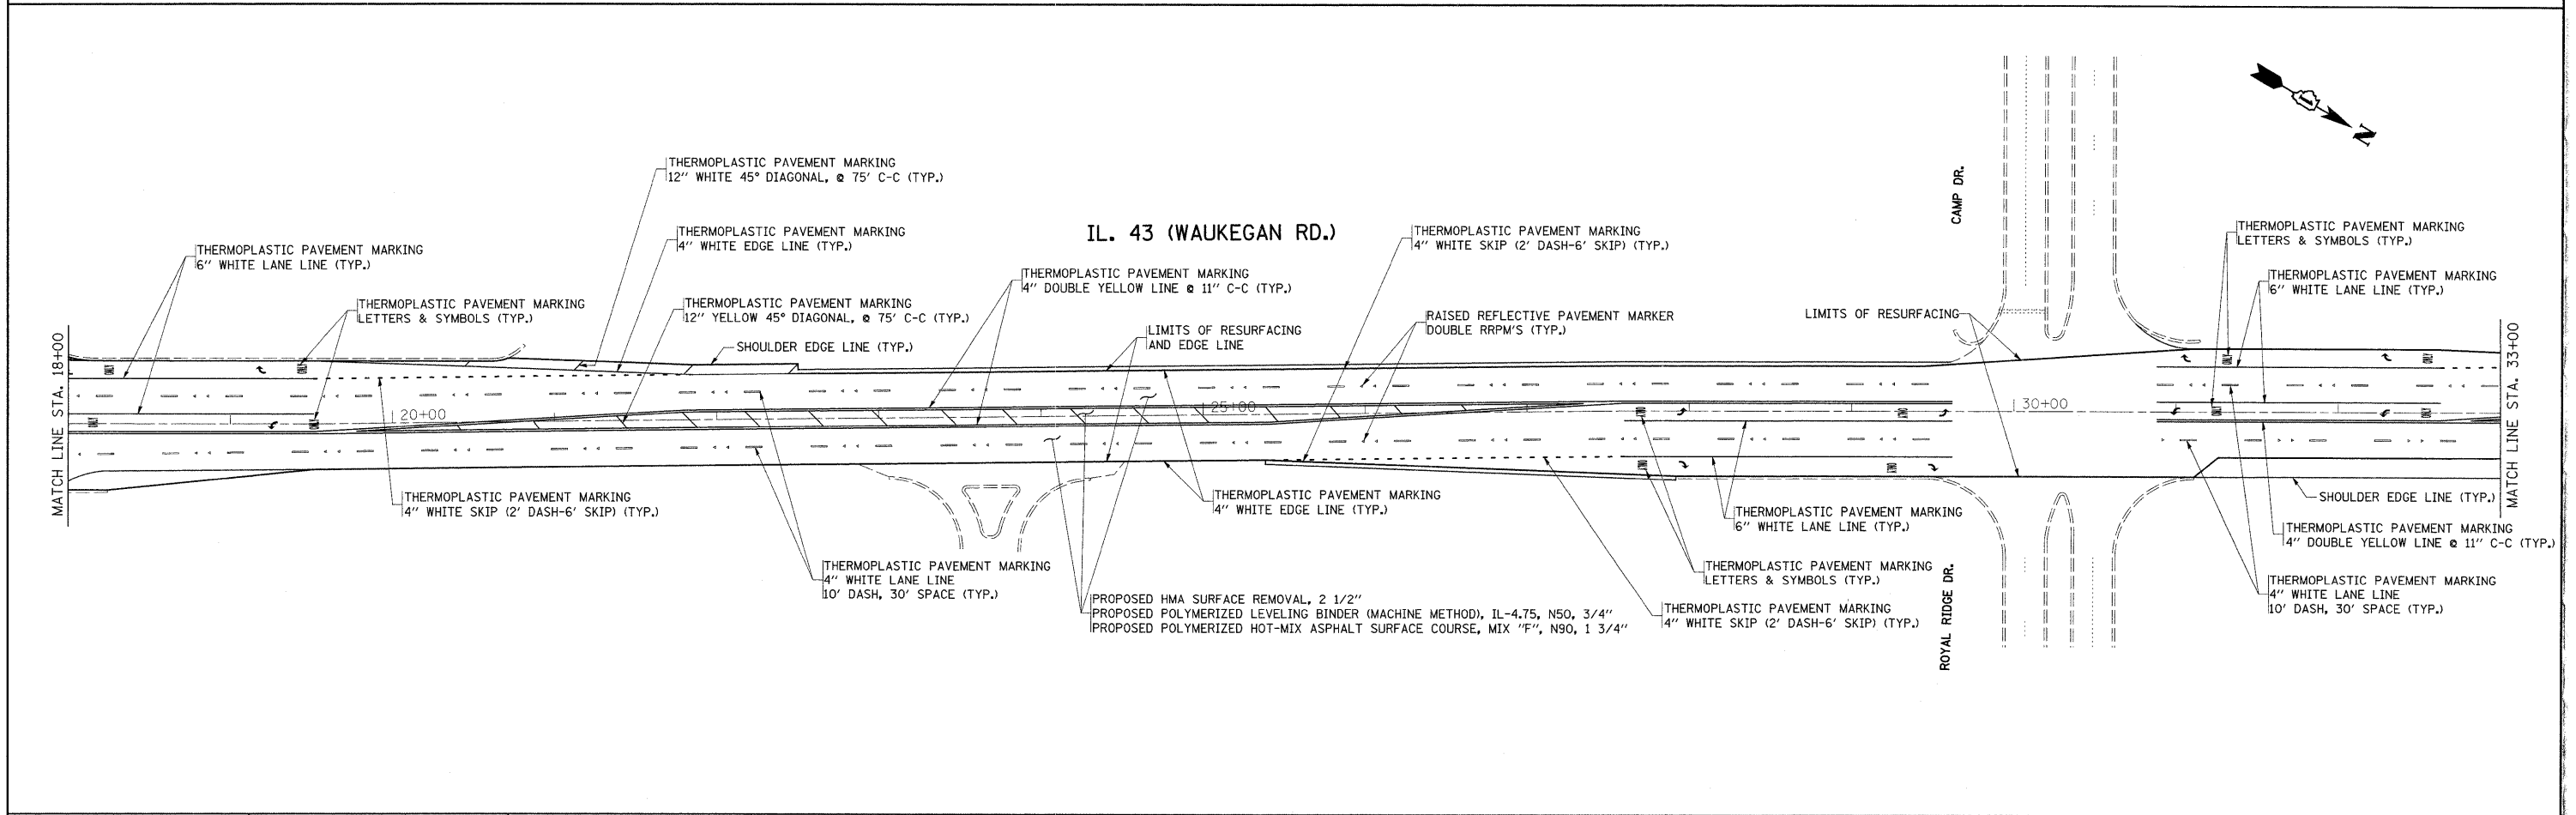 N
CAMP DR.
THERMOPLASTIC PAVEMENT MARKING
12" WHITE 45° DIAGONAL, @ 75' C-C (TYP.)
THERMOPLASTIC PAVEMENT MARKING
4" WHITE EDGE LINE (TYP.)
IL. 43 (WAUKEGAN RD.)
THERMOPLASTIC PAVEMENT MARKING
4" WHITE SKIP (2' DASH-6' SKIP) (TYP.)
THERMOPLASTIC PAVEMENT MARKING
LETTERS & SYMBOLS (TYP.)
THERMOPLASTIC PAVEMENT MARKING
6" WHITE LANE LINE (TYP.)
THERMOPLASTIC PAVEMENT MARKING
4" DOUBLE YELLOW LINE @ 11" C-C (TYP.)
THERMOPLASTIC PAVEMENT MARKING
6" WHITE LANE LINE (TYP.)
THERMOPLASTIC PAVEMENT MARKING
LETTERS & SYMBOLS (TYP.)
THERMOPLASTIC PAVEMENT MARKING
12" YELLOW 45° DIAGONAL, @ 75' C-C (TYP.)
LIMITS OF RESURFACING
AND EDGE LINE
RAISED REFLECTIVE PAVEMENT MARKER
DOUBLE RRPM'S (TYP.)
LIMITS OF RESURFACING
SHOULDER EDGE LINE (TYP.)
MATCH LINE STA. 18+00
ONLY
ONLY
ONLY
ONLY
20+00
25+00
30+00
ONLY
ONLY
ONLY
ONLY
ONLY
ONLY
ONLY
ONLY
MATCH LINE STA. 33+00
THERMOPLASTIC PAVEMENT MARKING
4" WHITE SKIP (2' DASH-6' SKIP) (TYP.)
THERMOPLASTIC PAVEMENT MARKING
4" WHITE EDGE LINE (TYP.)
THERMOPLASTIC PAVEMENT MARKING
6" WHITE LANE LINE (TYP.)
SHOULDER EDGE LINE (TYP.)
THERMOPLASTIC PAVEMENT MARKING
4" DOUBLE YELLOW LINE @ 11" C-C (TYP.)
THERMOPLASTIC PAVEMENT MARKING
4" WHITE LANE LINE
10' DASH, 30' SPACE (TYP.)
THERMOPLASTIC PAVEMENT MARKING
LETTERS & SYMBOLS (TYP.)
ROYAL RIDGE DR.
THERMOPLASTIC PAVEMENT MARKING
4" WHITE LANE LINE
10' DASH, 30' SPACE (TYP.)
PROPOSED HMA SURFACE REMOVAL, 2 1/2"
PROPOSED POLYMERIZED LEVELING BINDER (MACHINE METHOD), IL-4.75, N50, 3/4"
PROPOSED POLYMERIZED HOT-MIX ASPHALT SURFACE COURSE, MIX "F", N90, 1 3/4"
THERMOPLASTIC PAVEMENT MARKING
4" WHITE SKIP (2' DASH-6' SKIP) (TYP.)